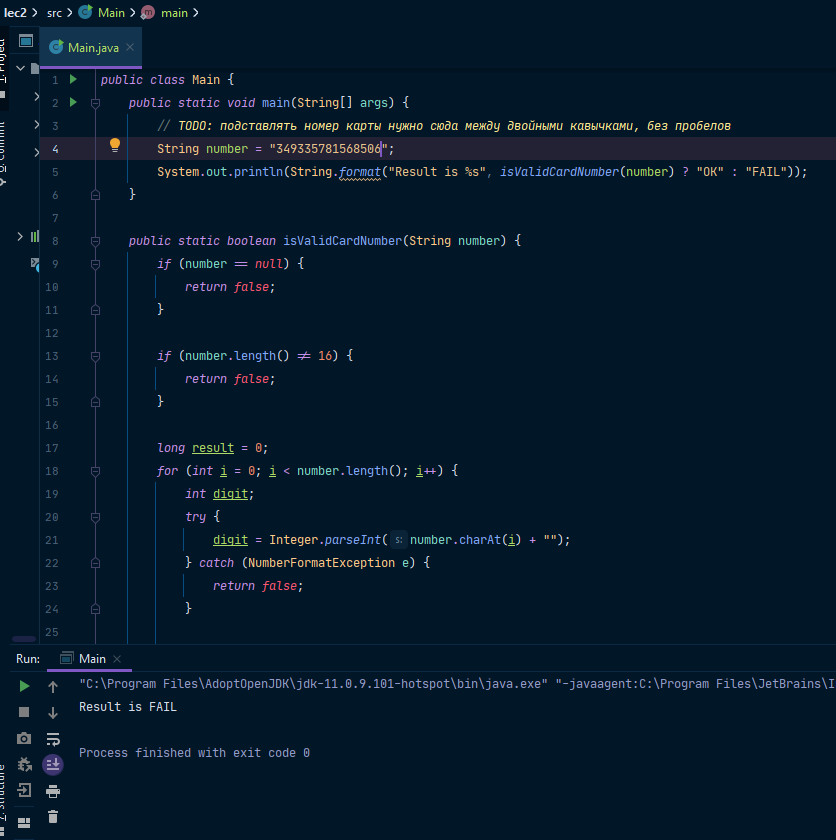 lec2 > src > Main > main >
Project
Main.java ×
1 public class Main {
2 public static void main(String[] args) {
3 // TODO: подставлять номер карты нужно сюда между двойными кавычками, без пробелов
4 String number = "349335781568506";
5 System.out.println(String.format("Result is %s", isValidCardNumber(number) ? "OK" : "FAIL"));
6 }
7
8 public static boolean isValidCardNumber(String number) {
9 if (number == null) {
10 return false;
11 }
12
13 if (number.length() ≠ 16) {
14 return false;
15 }
16
17 long result = 0;
18 for (int i = 0; i < number.length(); i++) {
19 int digit;
20 try {
21 digit = Integer.parseInt( s: number.charAt(i) + "");
22 } catch (NumberFormatException e) {
23 return false;
24 }
25
Run: Main ×
"C:\Program Files\AdoptOpenJDK\jdk-11.0.9.101-hotspot\bin\java.exe" "-javaagent:C:\Program Files\JetBrains\I
Result is FAIL
Process finished with exit code 0